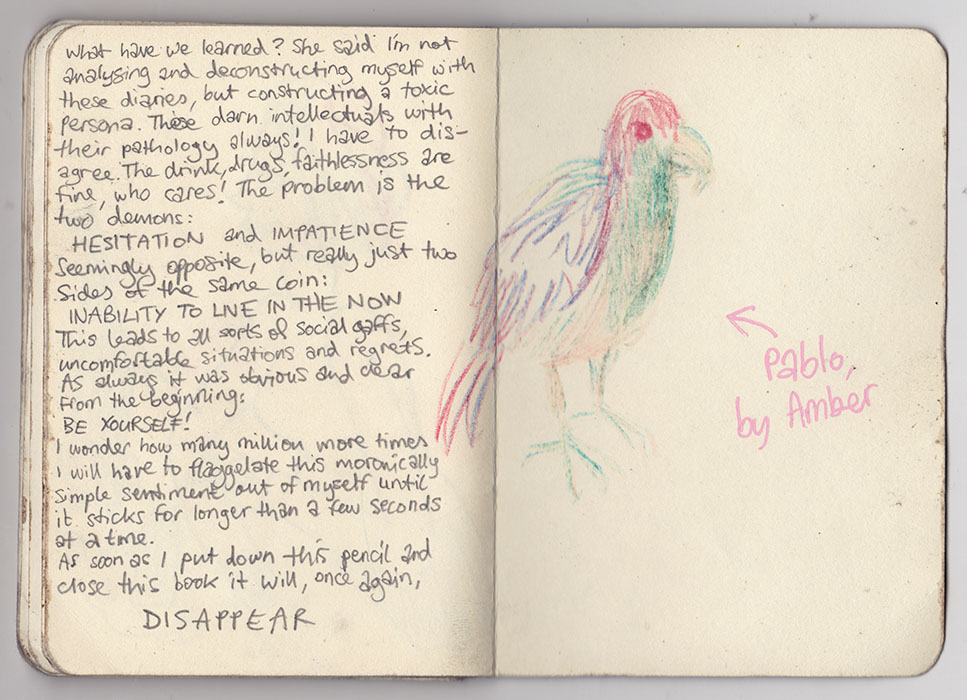 What have we learned? She said I'm not
analysing and deconstructing myself with
these diaries, but constructing a toxic
persona. These darn intellectuals with
their pathology always! I have to dis-
agree. The drink, drugs, faithlessness are
fine, who cares! The problem is the
two demons:
HESITATION and IMPATIENCE
Seemingly opposite, but really just two
sides of the same coin:
INABILITY TO LIVE IN THE NOW
This leads to all sorts of social gaffs,
uncomfortable situations and regrets.
As always it was obvious and clear
from the beginning:
BE YOURSELF!
I wonder how many million more times
I will have to flaggelate this moronically
simple sentiment out of myself until
it sticks for longer than a few seconds
at a time.
As soon as I put down this pencil and
close this book it will, once again,
DISAPPEAR
Pablo,
by Amber